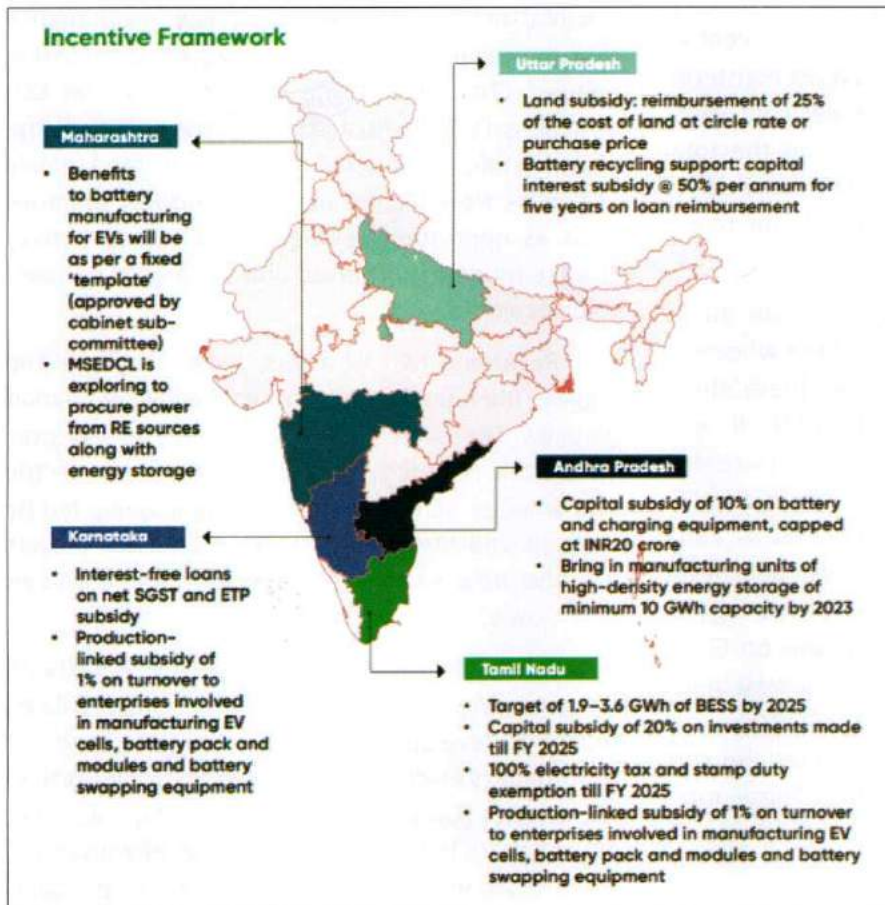 Incentive Framework
Uttar Pradesh
• Land subsidy: reimbursement of 25%
of the cost of land at circle rate or
purchase price
• Battery recycling support: capital
interest subsidy @ 50% per annum for
five years on loan reimbursement
Maharashtra
• Benefits
to battery
manufacturing
for EVs will be
as per a fixed
'template'
(approved by
cabinet sub-
committee)
• MSEDCL is
exploring to
procure power
from RE sources
along with
energy storage
Andhra Pradesh
• Capital subsidy of 10% on battery
and charging equipment, capped
at INR20 crore
• Bring in manufacturing units of
high-density energy storage of
minimum 10 GWh capacity by 2023
Karnataka
• Interest-free loans
on net SGST and ETP
subsidy
• Production-
linked subsidy of
1% on turnover to
enterprises involved
in manufacturing EV
cells, battery pack and
modules and battery
swapping equipment
Tamil Nadu
• Target of 1.9–3.6 GWh of BESS by 2025
• Capital subsidy of 20% on investments made
till FY 2025
• 100% electricity tax and stamp duty
exemption till FY 2025
• Production-linked subsidy of 1% on turnover
to enterprises involved in manufacturing EV
cells, battery pack and modules and battery
swapping equipment